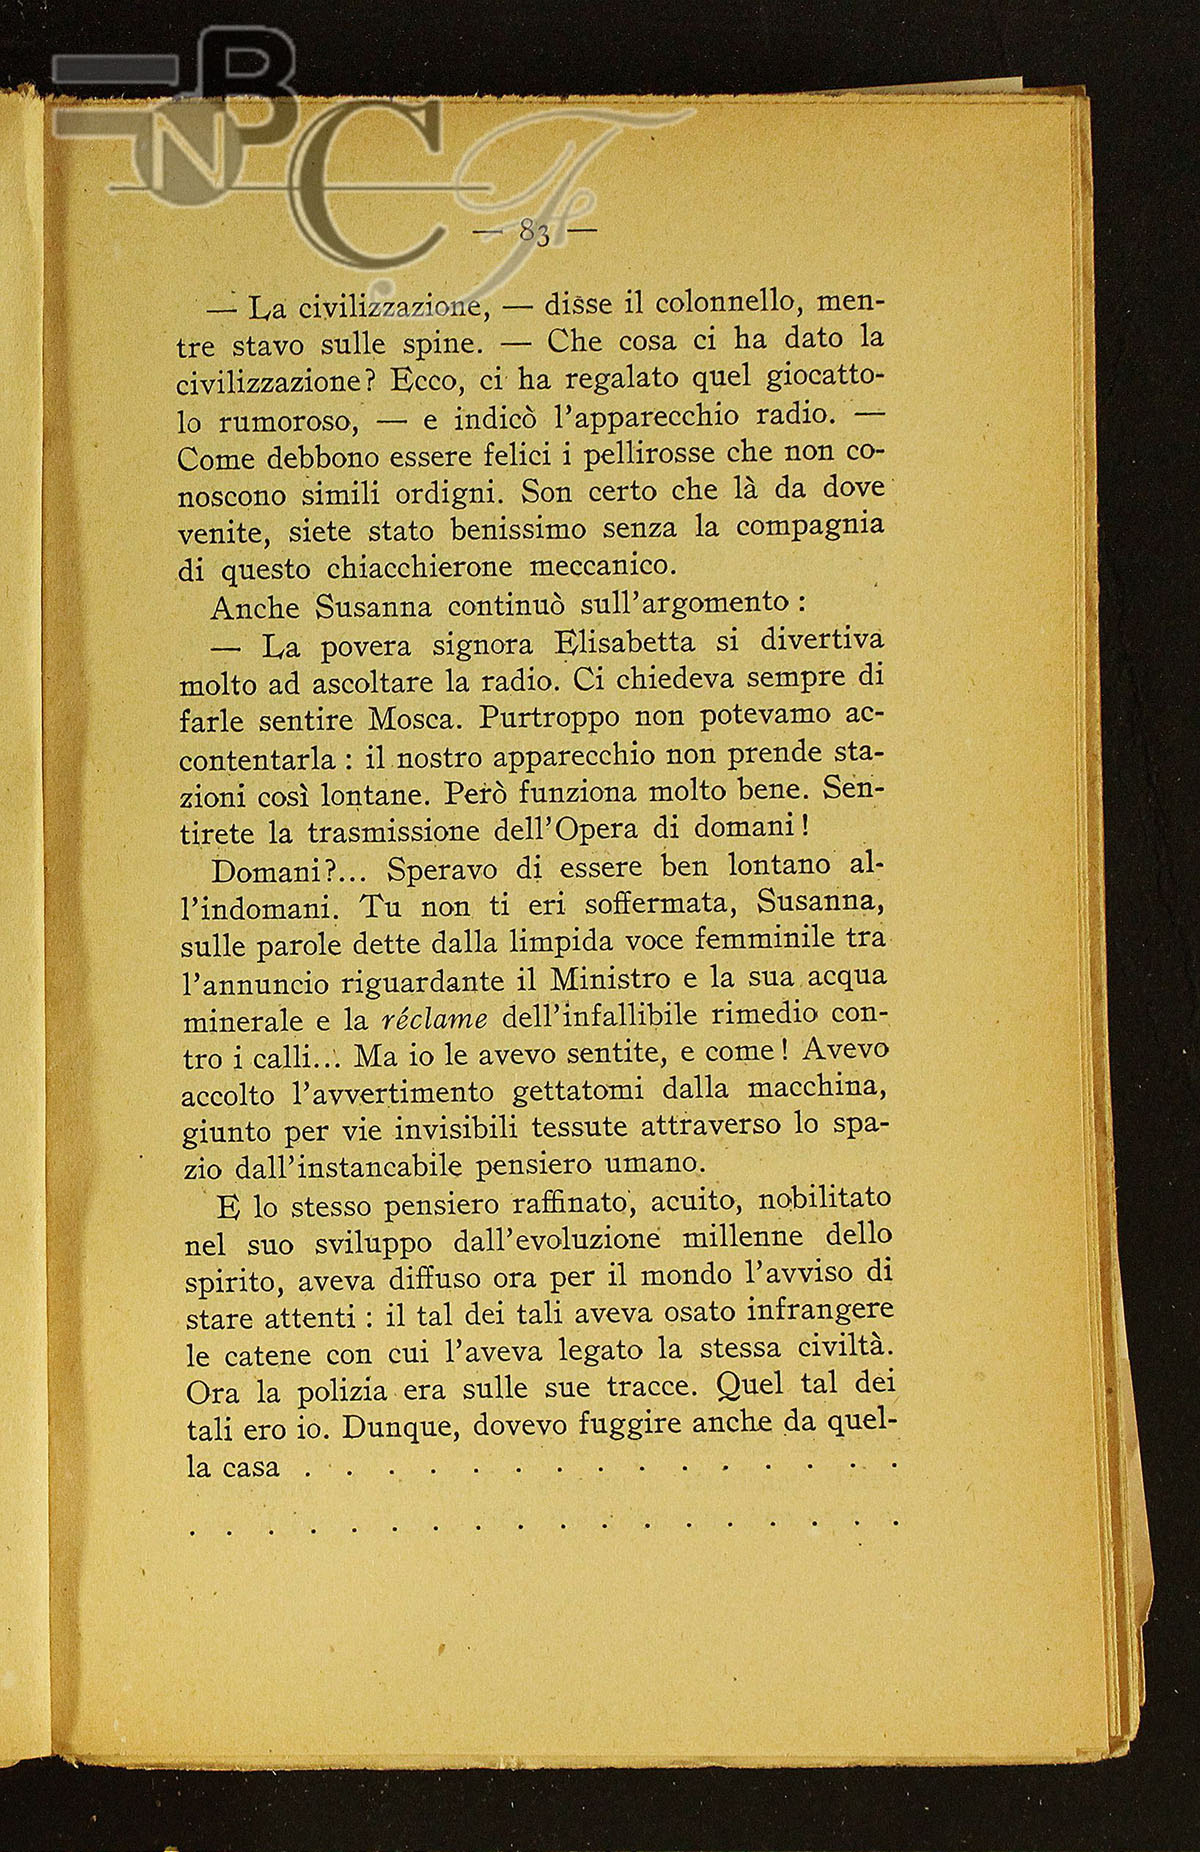 NBCF
— 83 —
— La civilizzazione, — disse il colonnello, men-
tre stavo sulle spine. — Che cosa ci ha dato la
civilizzazione? Ecco, ci ha regalato quel giocatto-
lo rumoroso, — e indicò l'apparecchio radio. —
Come debbono essere felici i pellirosse che non co-
noscono simili ordigni. Son certo che là da dove
venite, siete stato benissimo senza la compagnia
di questo chiacchierone meccanico.
Anche Susanna continuò sull'argomento :
— La povera signora Elisabetta si divertiva
molto ad ascoltare la radio. Ci chiedeva sempre di
farle sentire Mosca. Purtroppo non potevamo ac-
contentarla : il nostro apparecchio non prende sta-
zioni così lontane. Però funziona molto bene. Sen-
tirete la trasmissione dell'Opera di domani !
Domani?... Speravo di essere ben lontano al-
l'indomani. Tu non ti eri soffermata, Susanna,
sulle parole dette dalla limpida voce femminile tra
l'annuncio riguardante il Ministro e la sua acqua
minerale e la réclame dell'infallibile rimedio con-
tro i calli... Ma io le avevo sentite, e come ! Avevo
accolto l'avvertimento gettatomi dalla macchina,
giunto per vie invisibili tessute attraverso lo spa-
zio dall'instancabile pensiero umano.
E lo stesso pensiero raffinato, acuito, nobilitato
nel suo sviluppo dall'evoluzione millenne dello
spirito, aveva diffuso ora per il mondo l'avviso di
stare attenti : il tal dei tali aveva osato infrangere
le catene con cui l'aveva legato la stessa civiltà.
Ora la polizia era sulle sue tracce. Quel tal dei
tali ero io. Dunque, dovevo fuggire anche da quel-
la casa . . . . . . . . . . . . . . .
. . . . . . . . . . . . . . . . . .